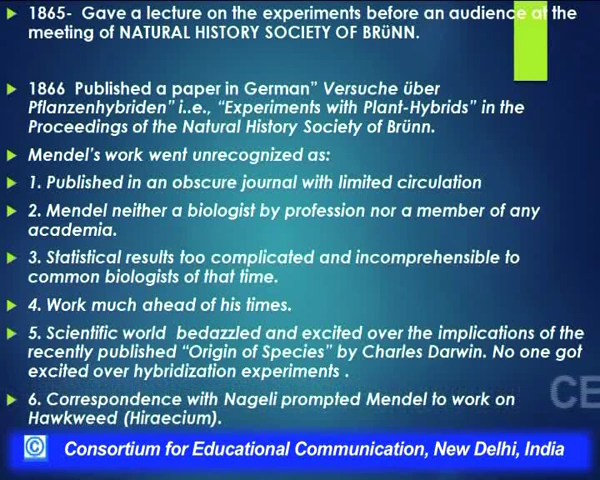 1865- Gave a lecture on the experiments before an audience at the
meeting of NATURAL HISTORY SOCIETY OF BRüNN.
1866 Published a paper in German” Versuche über
Pflanzenhybriden” i..e., “Experiments with Plant-Hybrids” in the
Proceedings of the Natural History Society of Brünn.
Mendel’s work went unrecognized as:
1. Published in an obscure journal with limited circulation
2. Mendel neither a biologist by profession nor a member of any
academia.
3. Statistical results too complicated and incomprehensible to
common biologists of that time.
4. Work much ahead of his times.
5. Scientific world bedazzled and excited over the implications of the
recently published “Origin of Species” by Charles Darwin. No one got
excited over hybridization experiments .
CE
6. Correspondence with Nageli prompted Mendel to work on
Hawkweed (Hiraecium).
© Consortium for Educational Communication, New Delhi, India